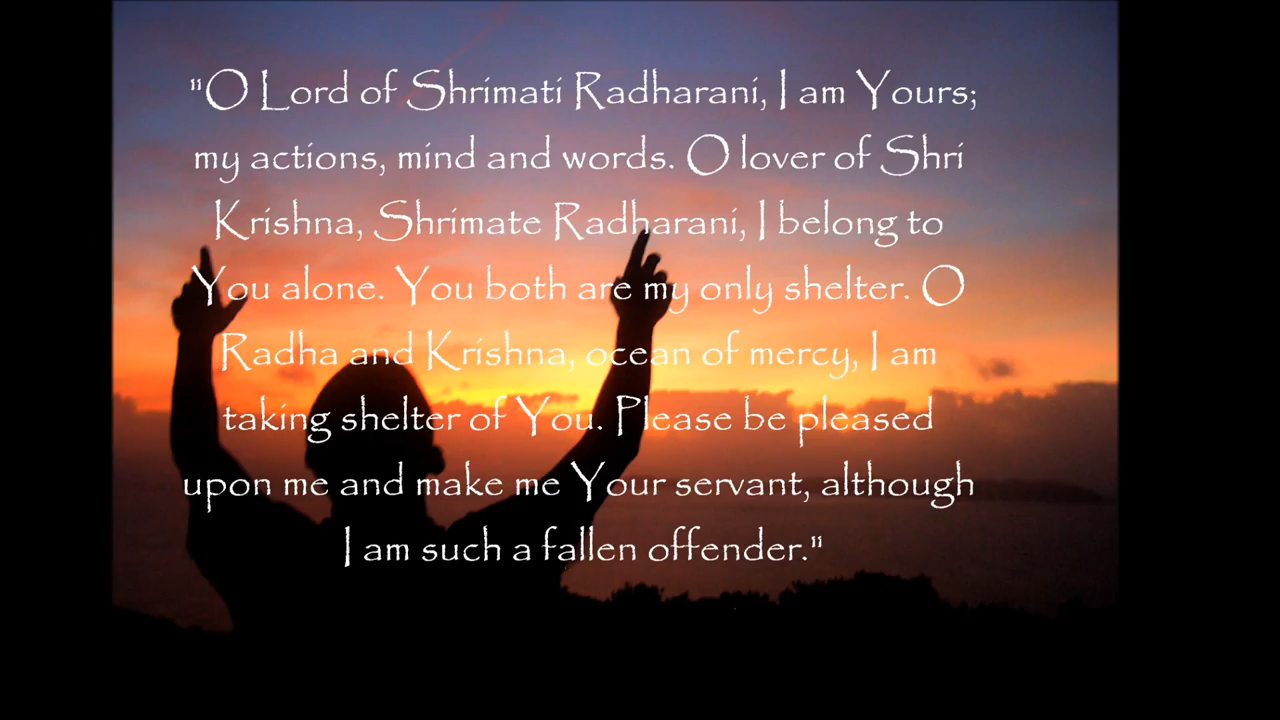 "O Lord of Shrimati Radharani, I am Yours;
my actions, mind and words. O lover of Shri
Krishna, Shrimate Radharani, I belong to
You alone. You both are my only shelter. O
Radha and Krishna, ocean of mercy, I am
taking shelter of You. Please be pleased
upon me and make me Your servant, although
I am such a fallen offender."